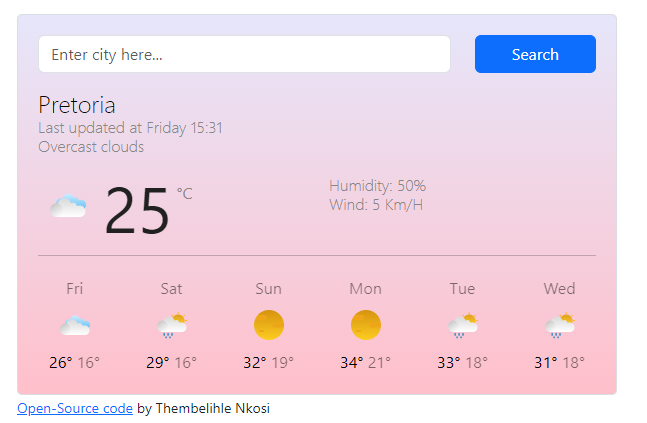 Enter city here...
Search
Pretoria
Last updated at Friday 15:31
Overcast clouds
25 °C
Humidity: 50%
Wind: 5 Km/H
Fri Sat Sun Mon Tue Wed
26° 16° 29° 16° 32° 19° 34° 21° 33° 18° 31° 18°
Open-Source code by Thembelihle Nkosi